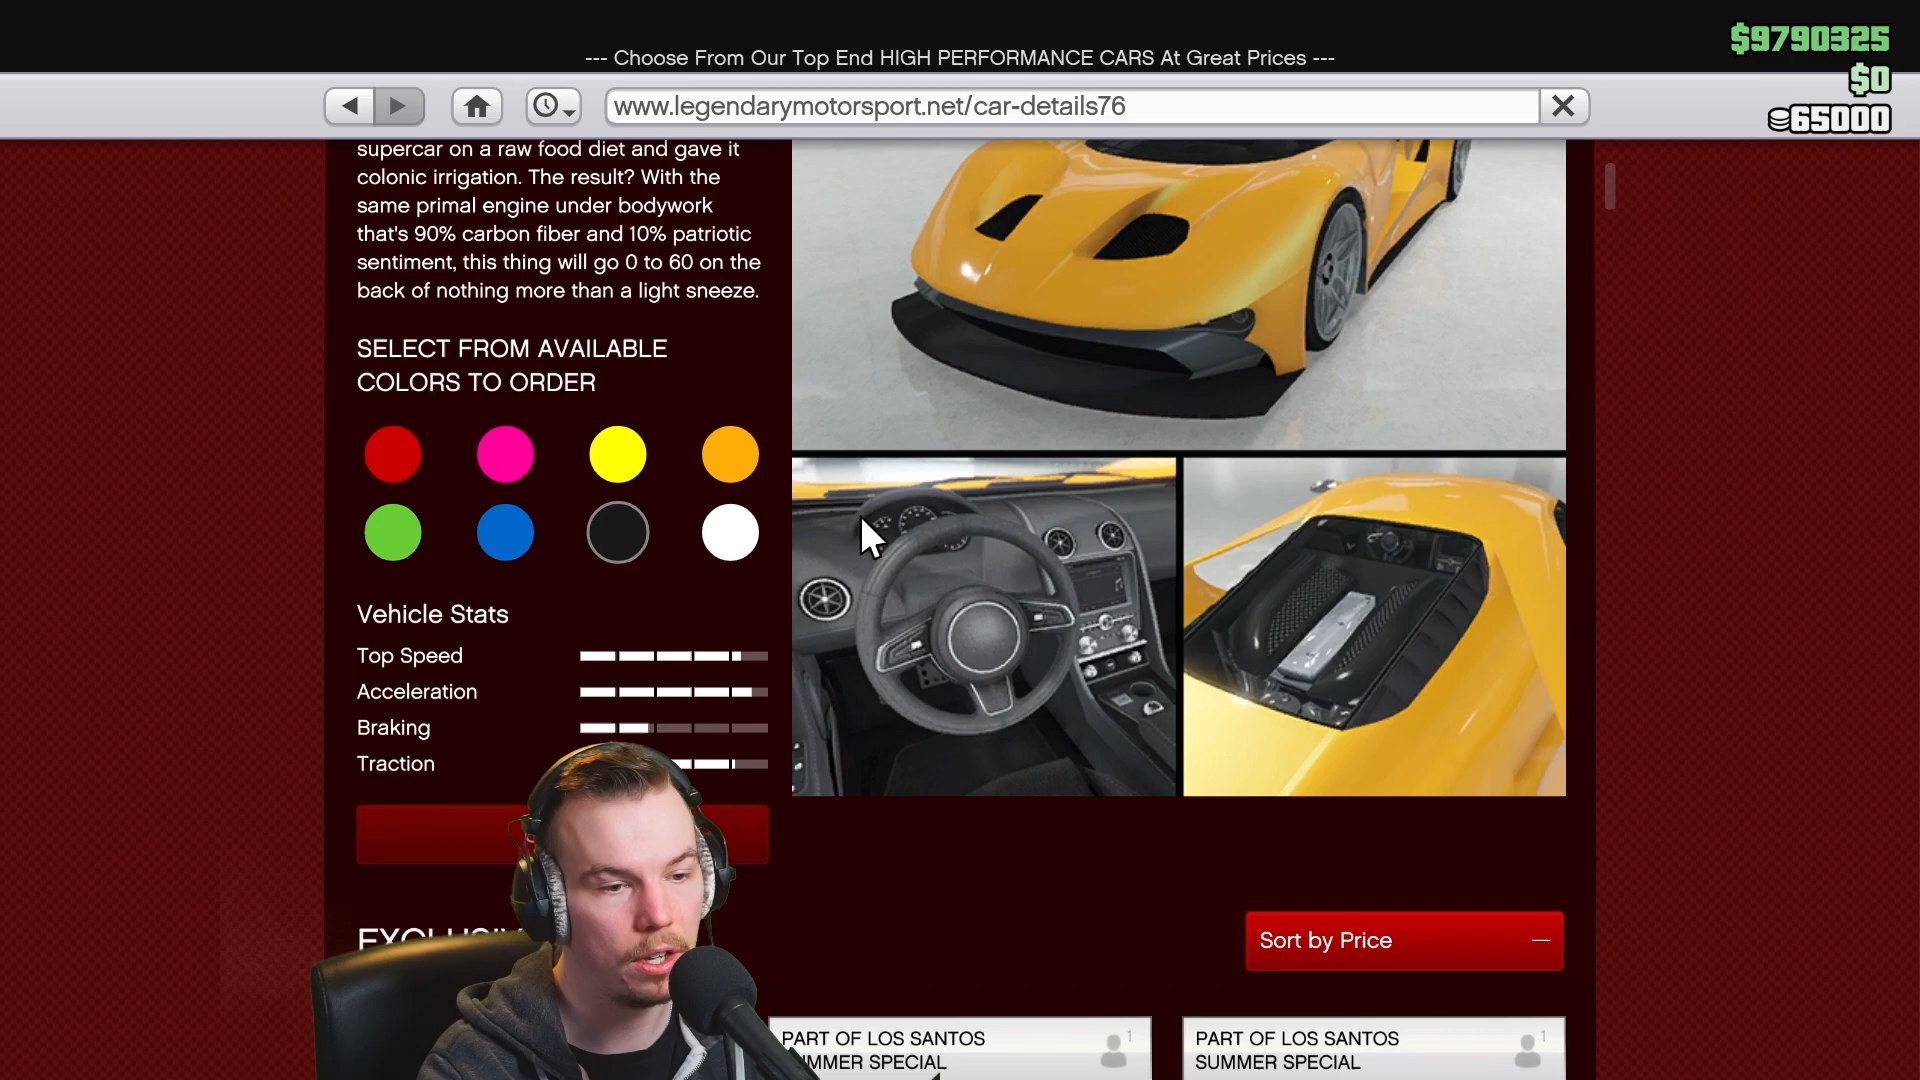 --- Choose From Our Top End HIGH PERFORMANCE CARS At Great Prices ---
$9790325
$0
65000
www.legendarymotorsport.net/car-details76
supercar on a raw food diet and gave it
colonic irrigation. The result? With the
same primal engine under bodywork
that's 90% carbon fiber and 10% patriotic
sentiment, this thing will go 0 to 60 on the
back of nothing more than a light sneeze.
SELECT FROM AVAILABLE
COLORS TO ORDER
Vehicle Stats
Top Speed
Acceleration
Braking
Traction
Sort by Price
PART OF LOS SANTOS
SUMMER SPECIAL
1
PART OF LOS SANTOS
SUMMER SPECIAL
1